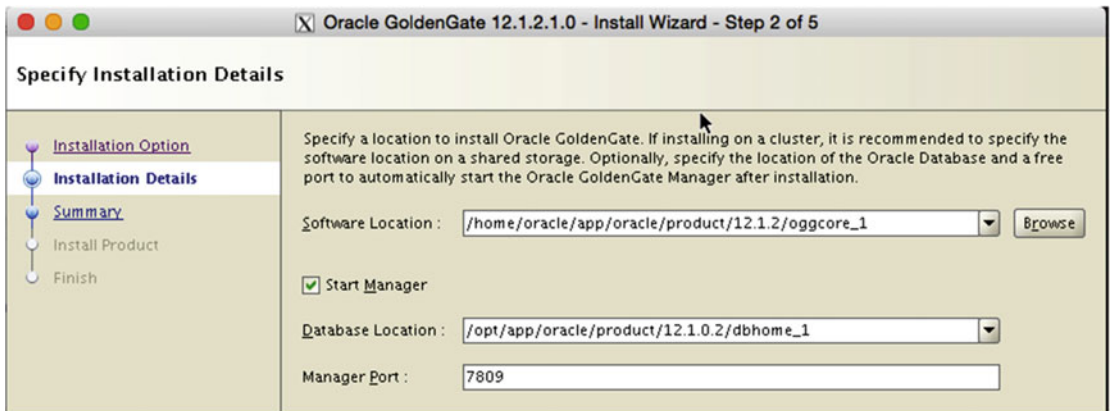 X Oracle GoldenGate 12.1.2.1.0 - Install Wizard - Step 2 of 5
Specify Installation Details
Installation Option
Installation Details
Summary
Install Product
Finish
Specify a location to install Oracle GoldenGate. If installing on a cluster, it is recommended to specify the
software location on a shared storage. Optionally, specify the location of the Oracle Database and a free
port to automatically start the Oracle GoldenGate Manager after installation.
Software Location : /home/oracle/app/oracle/product/12.1.2/oggcore_1 Browse
Start Manager
Database Location : /opt/app/oracle/product/12.1.0.2/dbhome_1
Manager Port : 7809